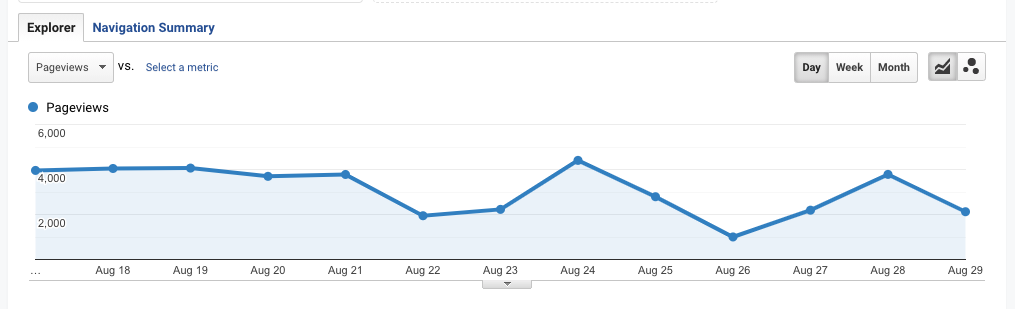 Explorer Navigation Summary
Pageviews VS. Select a metric Day Week Month
Pageviews
6,000
4,000
2,000
... Aug 18 Aug 19 Aug 20 Aug 21 Aug 22 Aug 23 Aug 24 Aug 25 Aug 26 Aug 27 Aug 28 Aug 29